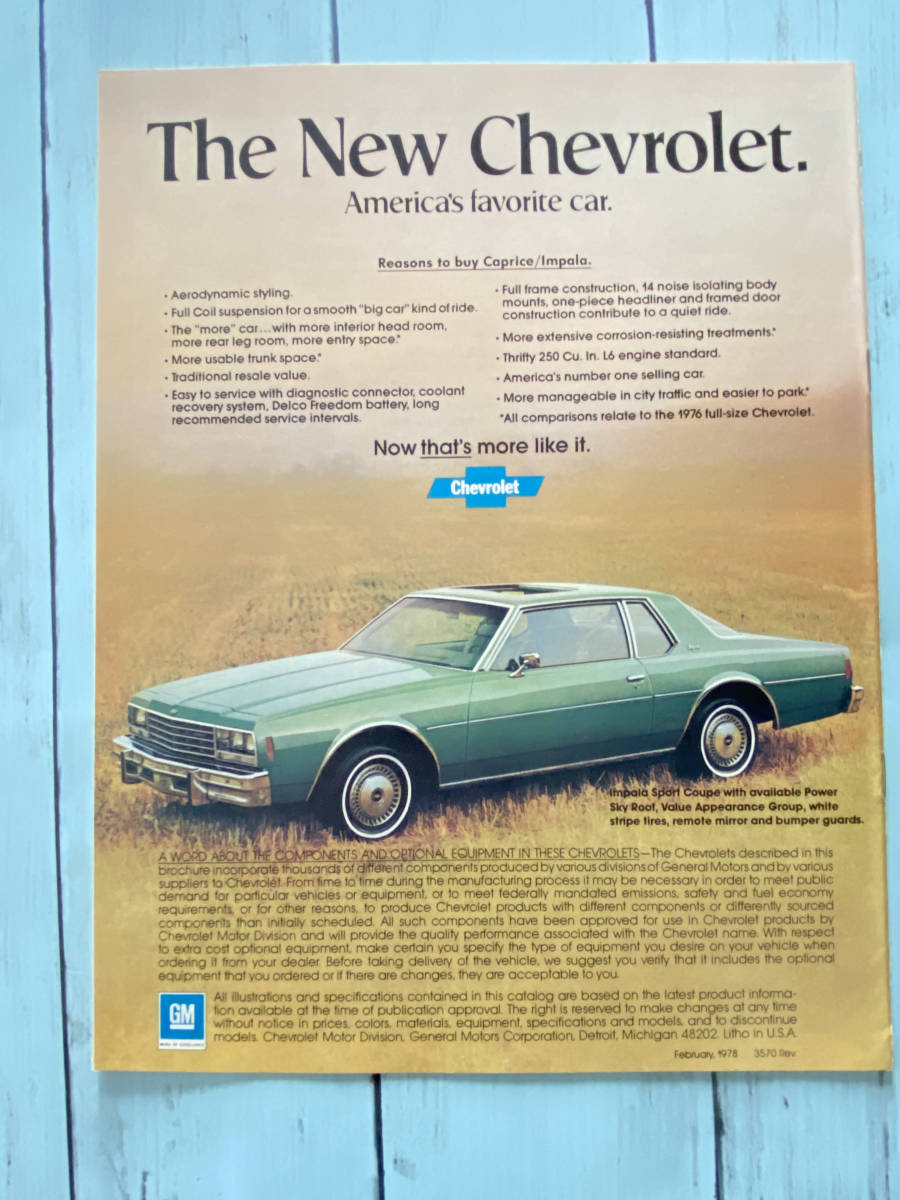 The New Chevrolet.
America's favorite car.
Reasons to buy Caprice/Impala.
• Aerodynamic styling.
• Full Coil suspension for a smooth "big car" kind of ride.
• The "more" car...with more interior head room,
more rear leg room, more entry space.*
• More usable trunk space.*
• Traditional resale value.
• Easy to service with diagnostic connector, coolant
recovery system, Delco Freedom battery, long
recommended service intervals.
• Full frame construction, 14 noise isolating body
mounts, one-piece headliner and framed door
construction contribute to a quiet ride.
• More extensive corrosion-resisting treatments.*
• Thrifty 250 Cu. In. L6 engine standard.
• America's number one selling car.
• More manageable in city traffic and easier to park.*
*All comparisons relate to the 1976 full-size Chevrolet.
Now that's more like it.
Chevrolet
Impala Sport Coupe with available Power
Sky Roof, Value Appearance Group, white
stripe tires, remote mirror and bumper guards.
A WORD ABOUT THE COMPONENTS AND OPTIONAL EQUIPMENT IN THESE CHEVROLETS—The Chevrolets described in this
brochure incorporate thousands of different components produced by various divisions of General Motors and by various
suppliers to Chevrolet. From time to time during the manufacturing process it may be necessary in order to meet public
demand for particular vehicles or equipment, or to meet federally mandated emissions, safety and fuel economy
requirements, or for other reasons, to produce Chevrolet products with different components or differently sourced
components than initially scheduled. All such components have been approved for use in Chevrolet products by
Chevrolet Motor Division and will provide the quality performance associated with the Chevrolet name. With respect
to extra cost optional equipment, make certain you specify the type of equipment you desire on your vehicle when
ordering it from your dealer. Before taking delivery of the vehicle, we suggest you verify that it includes the optional
equipment that you ordered or if there are changes, they are acceptable to you.
GM
MARK OF EXCELLENCE
All illustrations and specifications contained in this catalog are based on the latest product informa-
tion available at the time of publication approval. The right is reserved to make changes at any time
without notice in prices, colors, materials, equipment, specifications and models, and to discontinue
models. Chevrolet Motor Division, General Motors Corporation, Detroit, Michigan 48202. Litho in U.S.A.
February, 1978 3570 Rev.